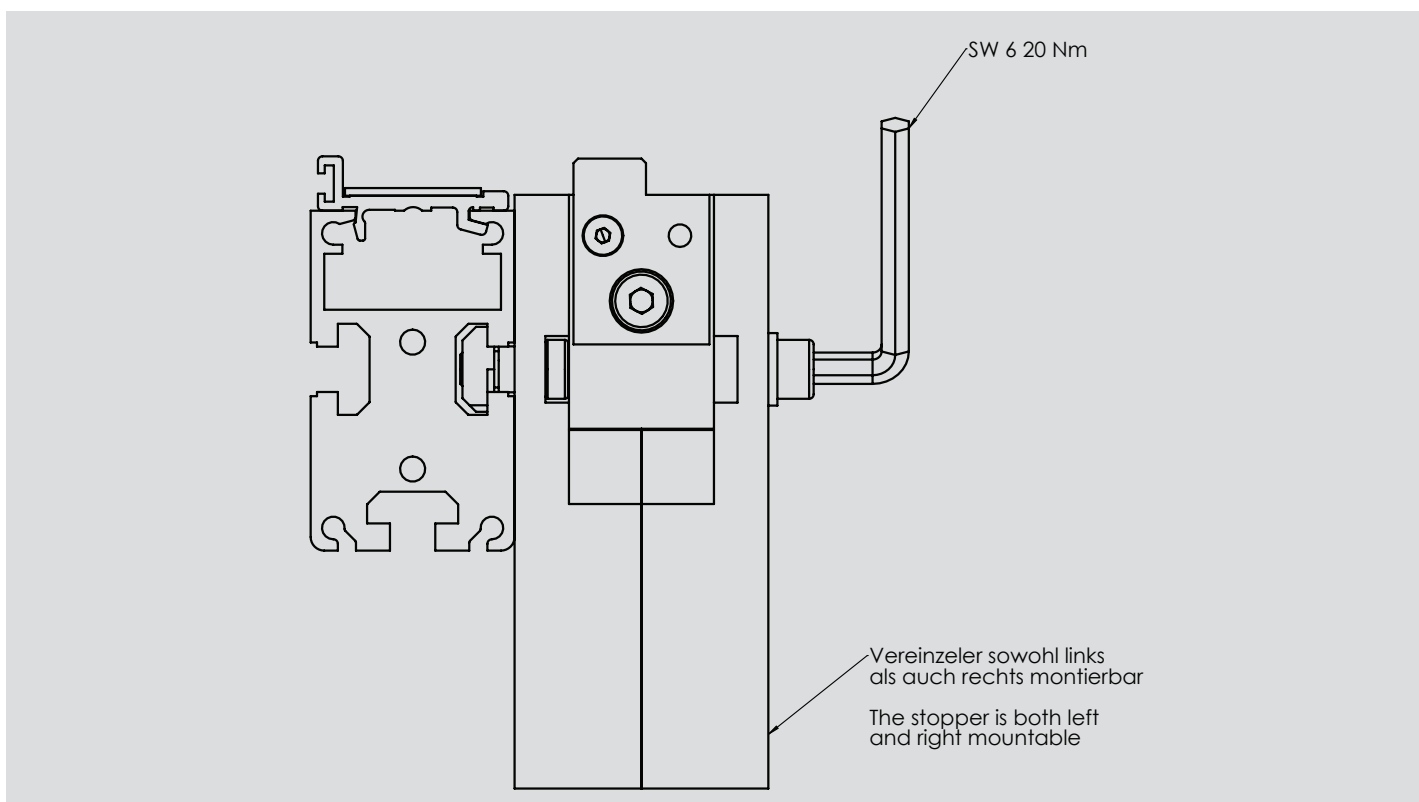 SW 6 20 Nm
Vereinzeler sowohl links
als auch rechts montierbar
The stopper is both left
and right mountable